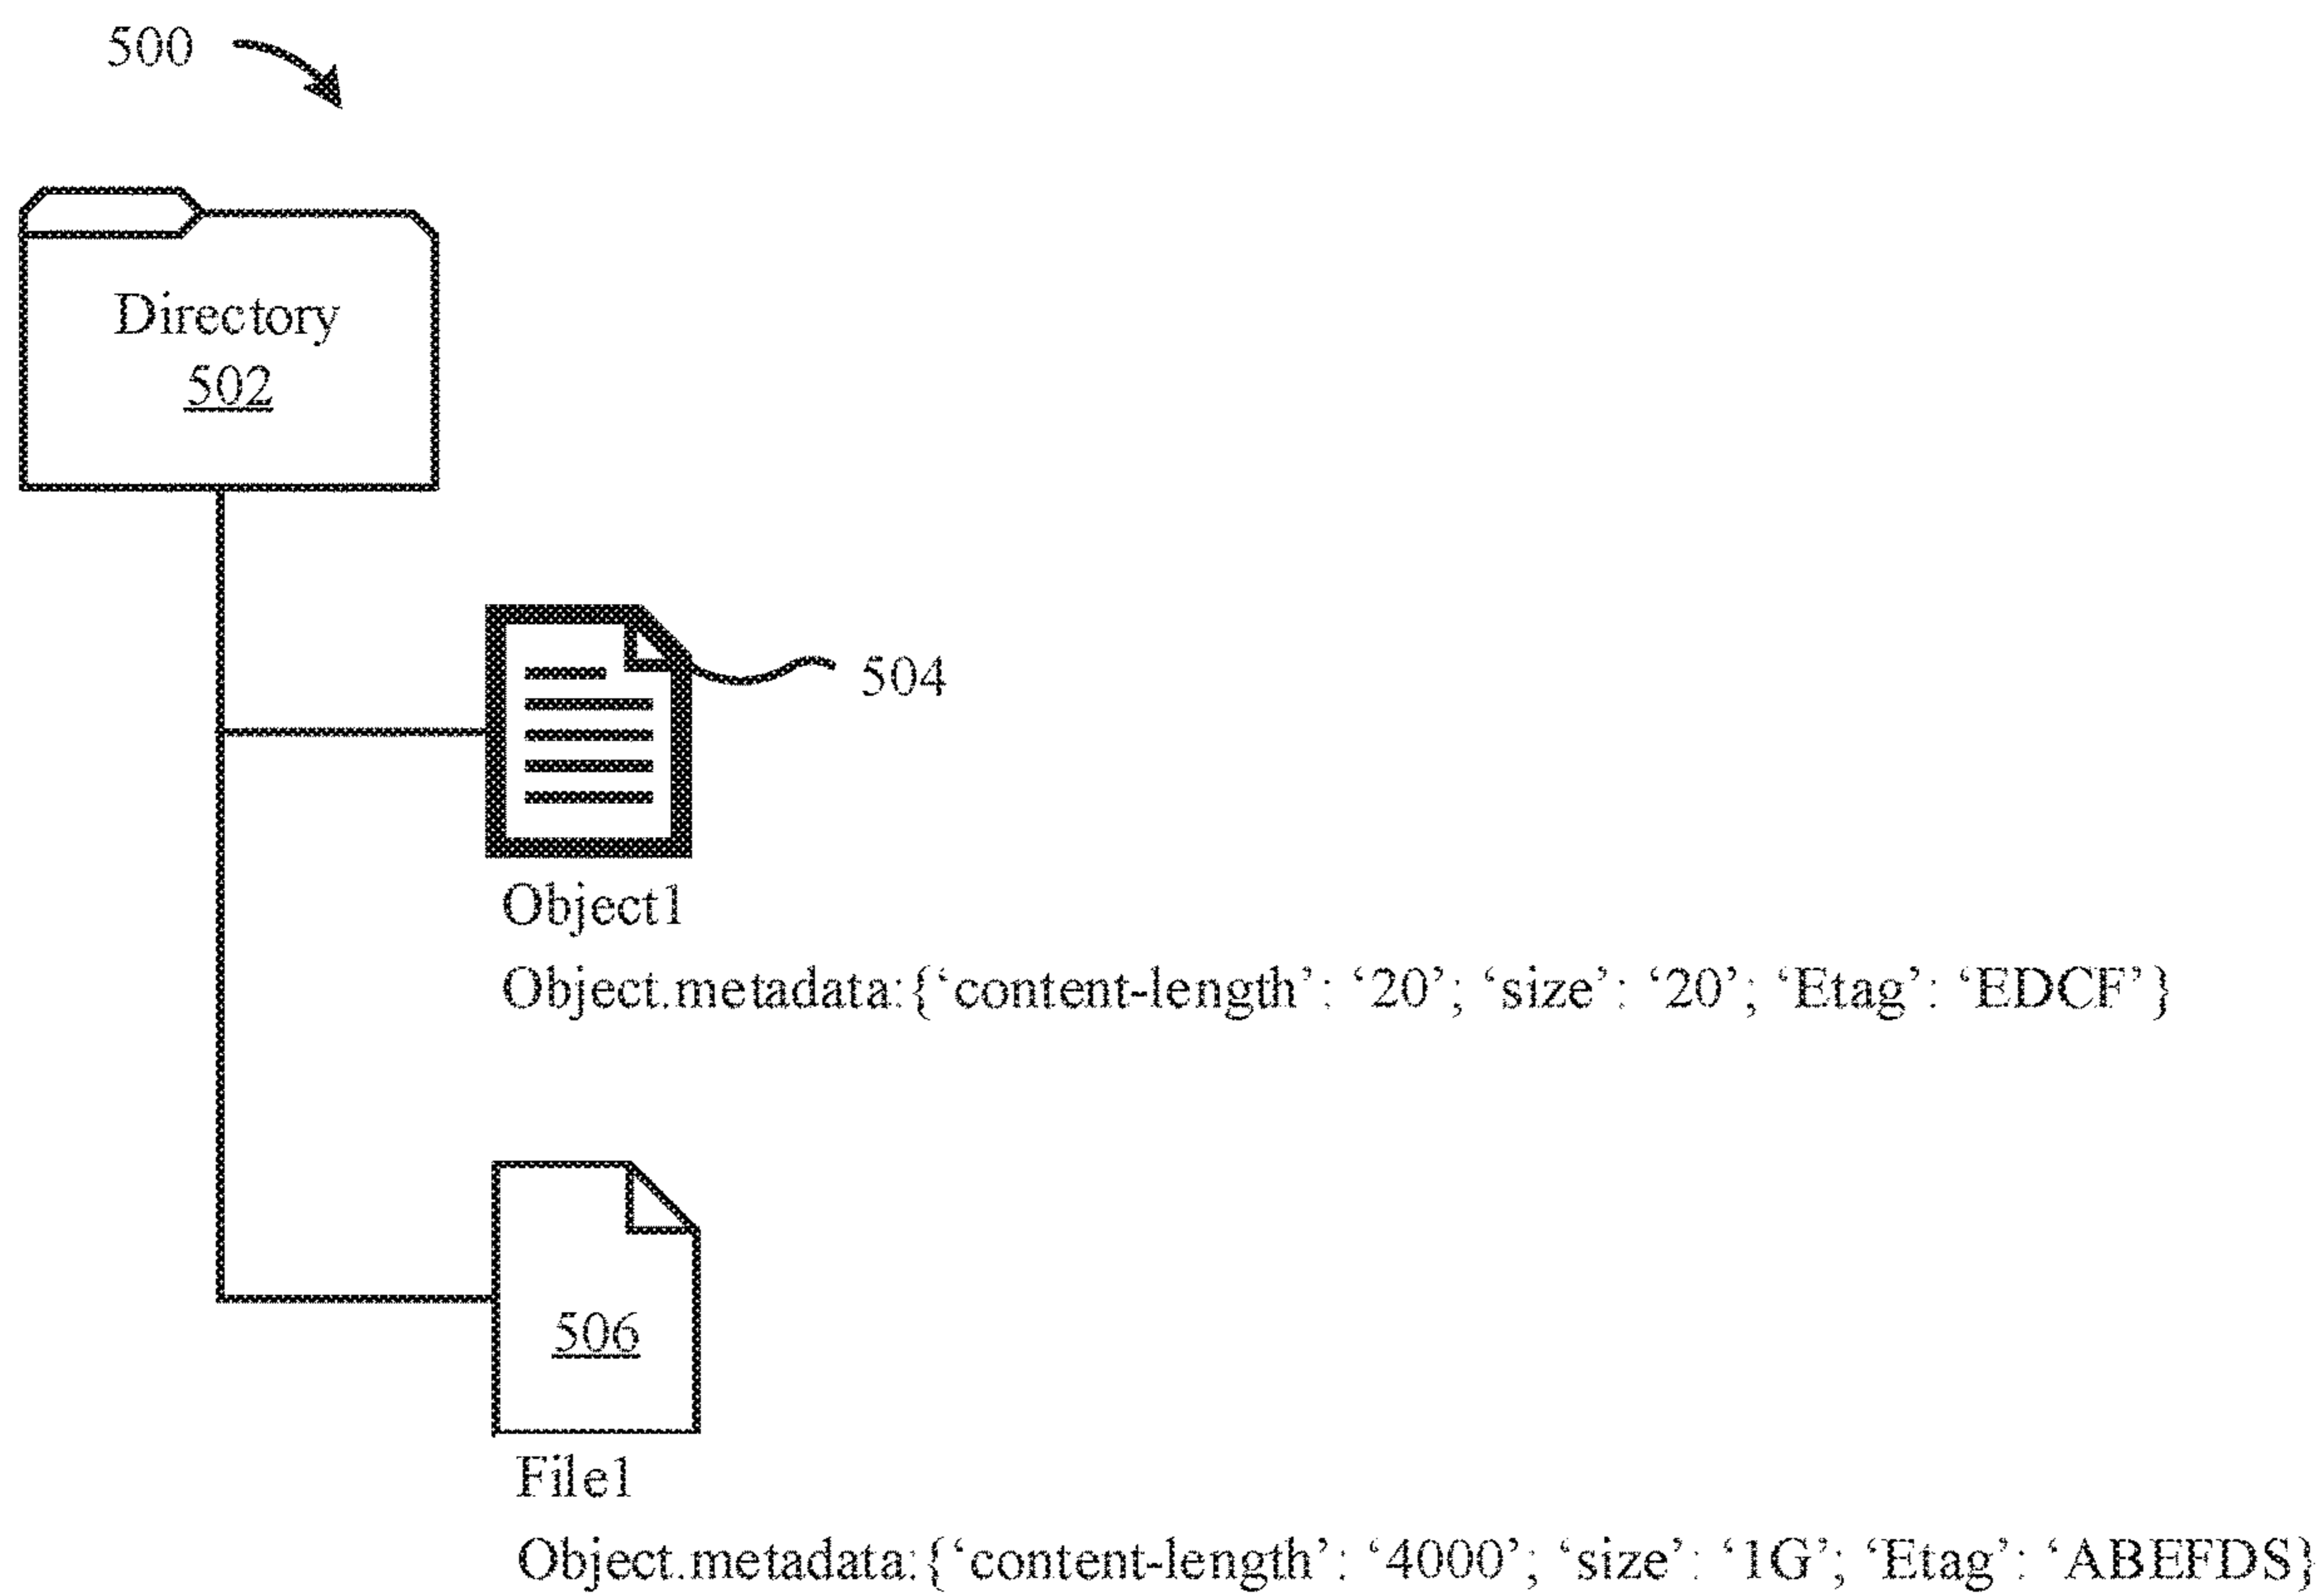 500
Directory
502
504
Object1
Object.metadata:{‘content-length’: ‘20’; ‘size’: ‘20’; ‘Etag’: ‘EDCF’}
506
File1
Object.metadata:{‘content-length’: ‘4000’; ‘size’: ‘1G’; ‘Etag’: ‘ABEFDS}